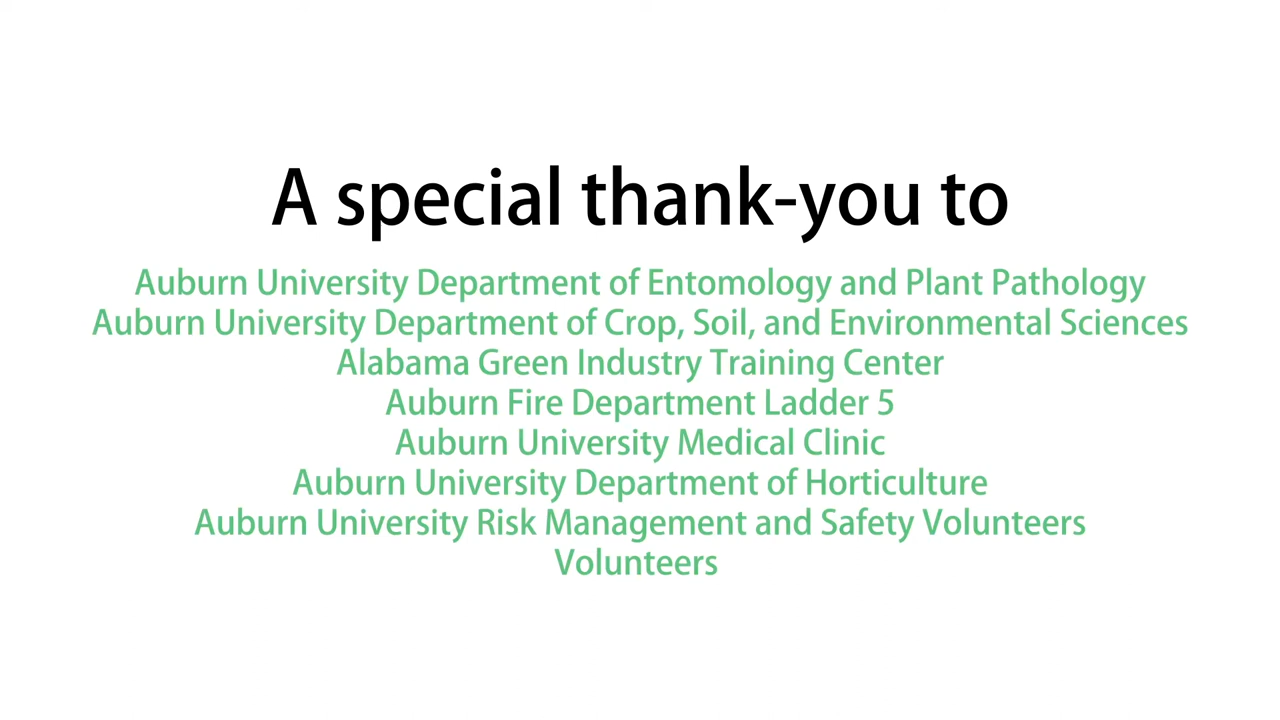 A special thank-you to
Auburn University Department of Entomology and Plant Pathology
Auburn University Department of Crop, Soil, and Environmental Sciences
Alabama Green Industry Training Center
Auburn Fire Department Ladder 5
Auburn University Medical Clinic
Auburn University Department of Horticulture
Auburn University Risk Management and Safety Volunteers
Volunteers